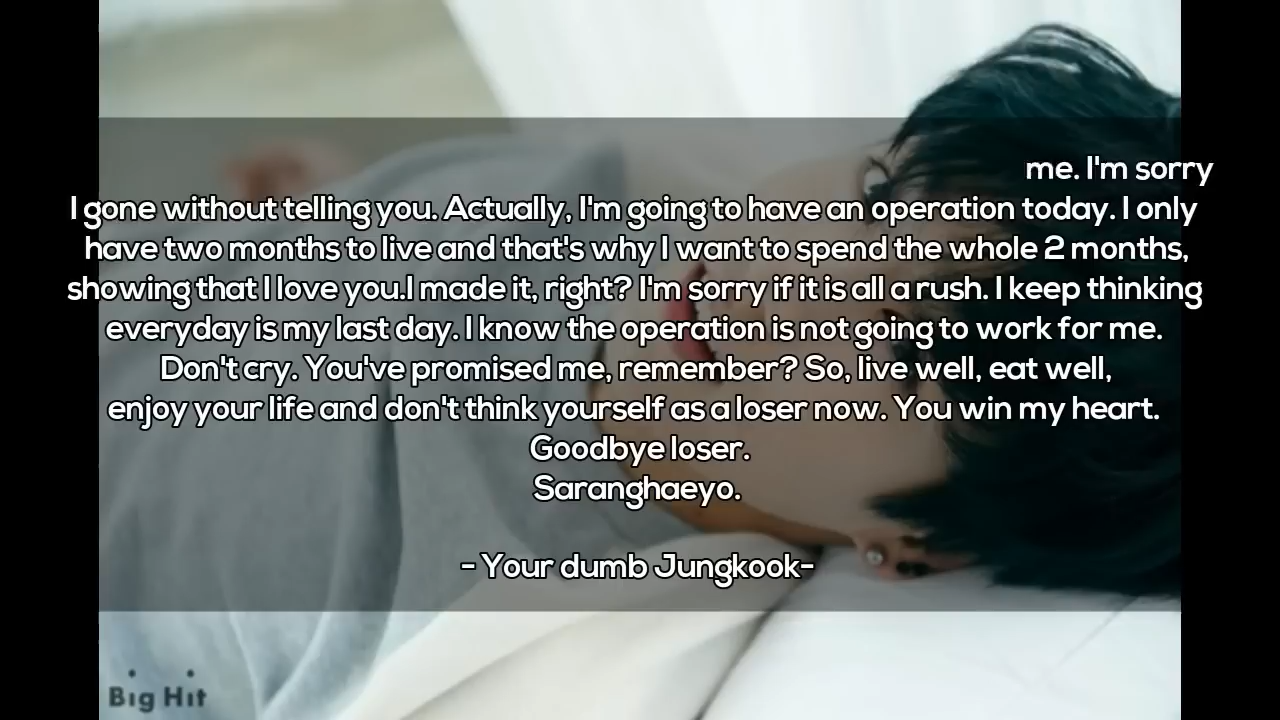 me. I'm sorry
I gone without telling you. Actually, I'm going to have an operation today. I only
have two months to live and that's why I want to spend the whole 2 months,
showing that I love you.I made it, right? I'm sorry if it is all a rush. I keep thinking
everyday is my last day. I know the operation is not going to work for me.
Don't cry. You've promised me, remember? So, live well, eat well,
enjoy your life and don't think yourself as a loser now. You win my heart.
Goodbye loser.
Saranghaeyo.
- Your dumb Jungkook-
Big Hit